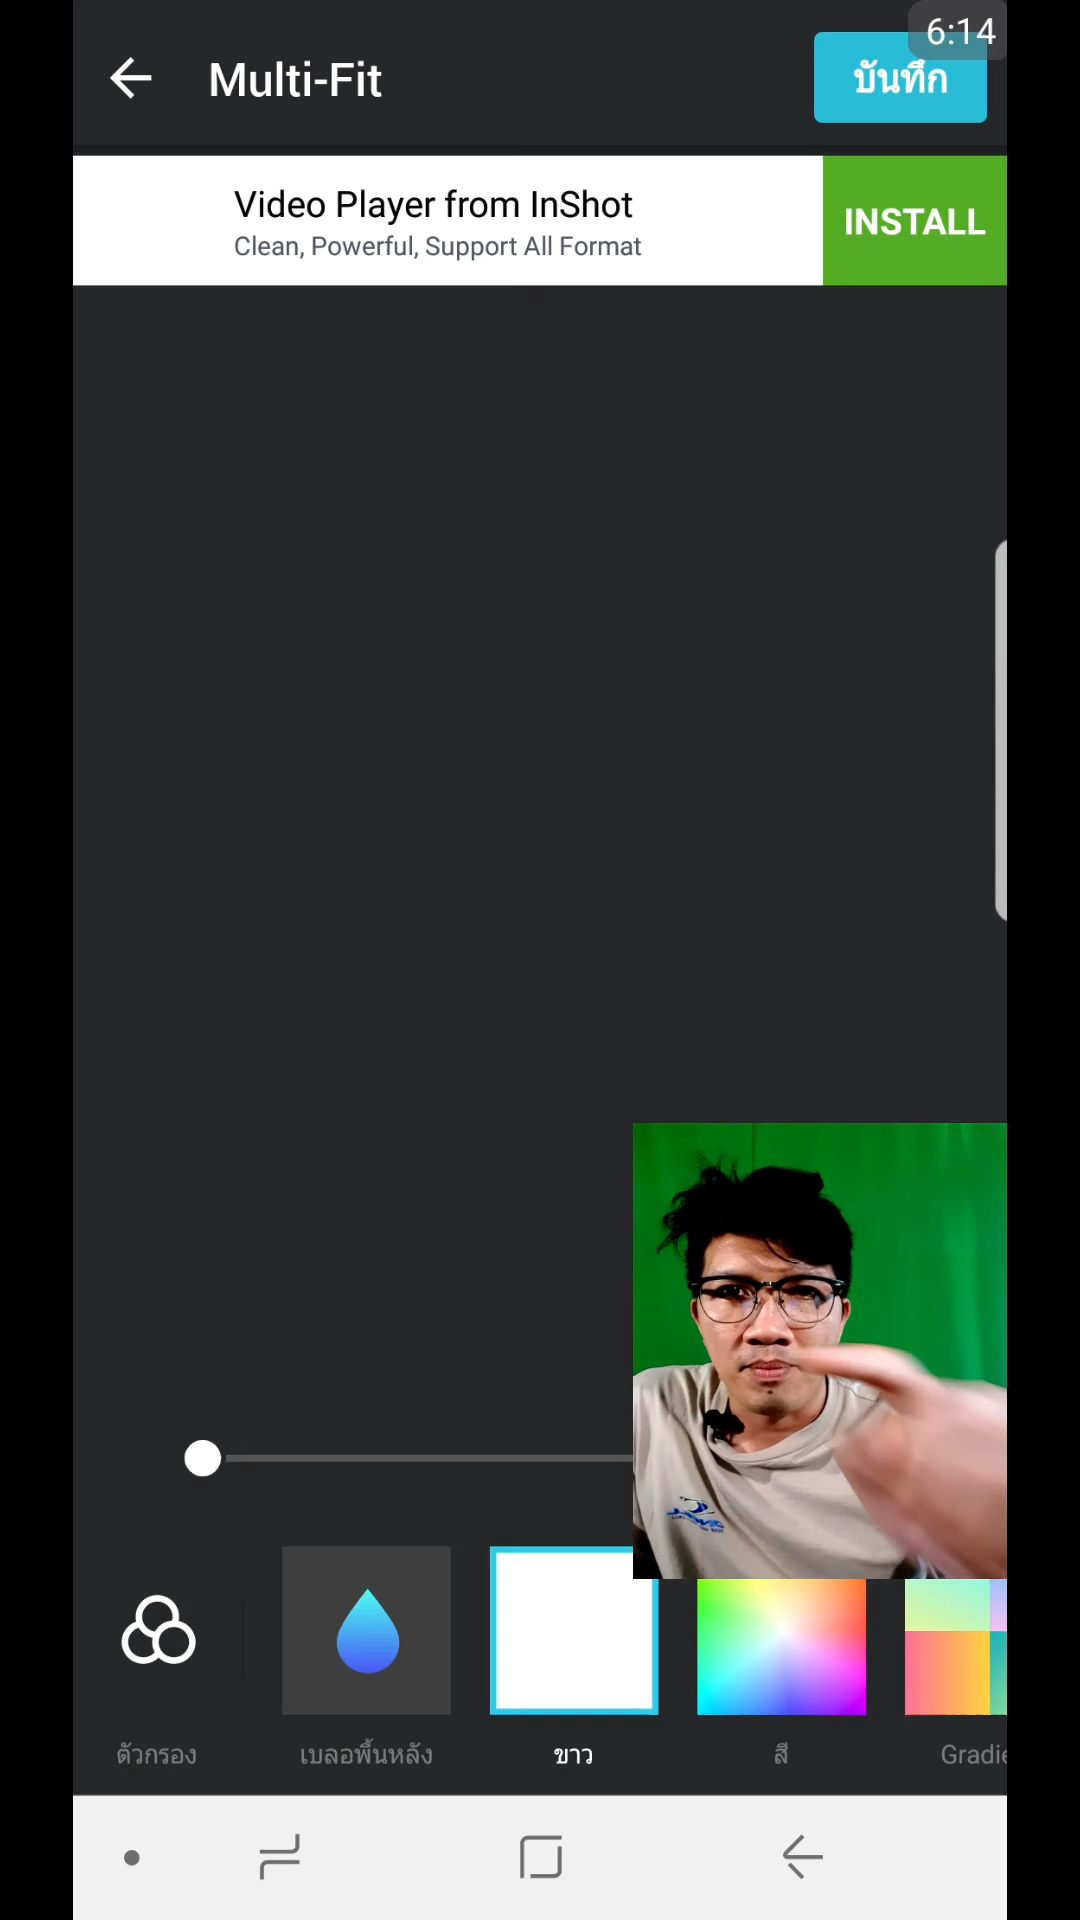 6:14
Multi-Fit
บันทึก
Video Player from InShot
Clean, Powerful, Support All Format
INSTALL
ตัวกรอง
เบลอพื้นหลัง
ขาว
สี
Gradie